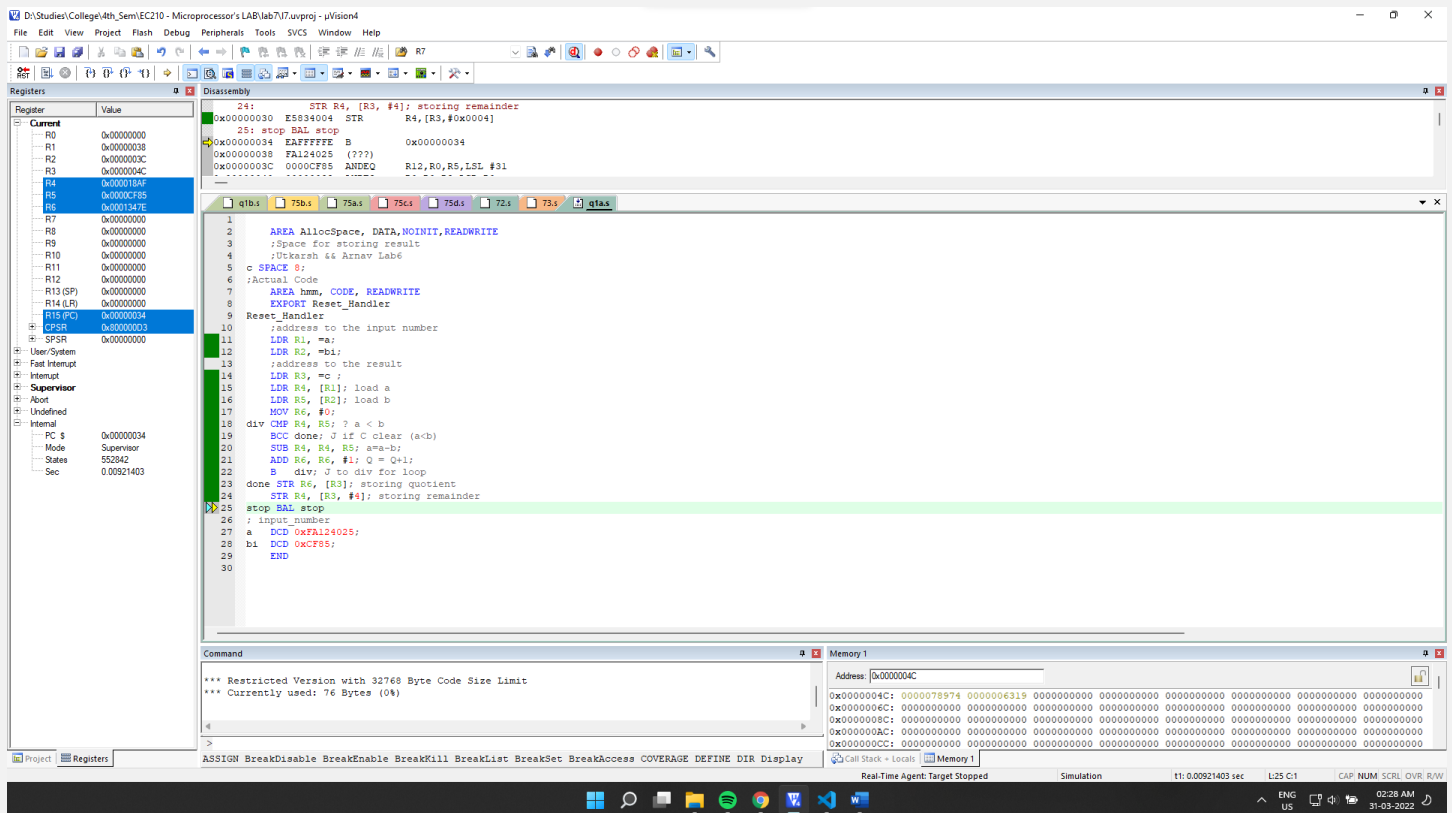 D:\Studies\College\4th_Sem\EC210 - Microprocessor's LAB\lab7\l7.uvproj - µVision4
File Edit View Project Flash Debug Peripherals Tools SVCS Window Help
R7
Registers
Register Value
Current
R0 0x00000000
R1 0x00000038
R2 0x0000003C
R3 0x0000004C
R4 0x000018AF
R5 0x0000CF85
R6 0x0001347E
R7 0x00000000
R8 0x00000000
R9 0x00000000
R10 0x00000000
R11 0x00000000
R12 0x00000000
R13 (SP) 0x00000000
R14 (LR) 0x00000000
R15 (PC) 0x00000034
CPSR 0x800000D3
SPSR 0x00000000
User/System
Fast Interrupt
Interrupt
Supervisor
Abort
Undefined
Internal
PC $ 0x00000034
Mode Supervisor
States 552842
Sec 0.00921403
Project Registers
Disassembly
24: STR R4, [R3, #4]; storing remainder
0x00000030 E5834004 STR R4,[R3,#0x0004]
25: stop BAL stop
0x00000034 EAFFFFFE B 0x00000034
0x00000038 FA124025 (???)
0x0000003C 0000CF85 ANDEQ R12,R0,R5,LSL #31
q1b.s 75b.s 75a.s 75c.s 75d.s 72.s 73.s q1a.s
1
2 AREA AllocSpace, DATA,NOINIT,READWRITE
3 ;Space for storing result
4 ;Utkarsh && Arnav Lab6
5 c SPACE 8;
6 ;Actual Code
7 AREA hmm, CODE, READWRITE
8 EXPORT Reset_Handler
9 Reset_Handler
10 ;address to the input number
11 LDR R1, =a;
12 LDR R2, =bi;
13 ;address to the result
14 LDR R3, =c ;
15 LDR R4, [R1]; load a
16 LDR R5, [R2]; load b
17 MOV R6, #0;
18 div CMP R4, R5; ? a < b
19 BCC done; J if C clear (a<b)
20 SUB R4, R4, R5; a=a-b;
21 ADD R6, R6, #1; Q = Q+1;
22 B div; J to div for loop
23 done STR R6, [R3]; storing quotient
24 STR R4, [R3, #4]; storing remainder
25 stop BAL stop
26 ; input_number
27 a DCD 0xFA124025;
28 bi DCD 0xCF85;
29 END
30
Command
*** Restricted Version with 32768 Byte Code Size Limit
*** Currently used: 76 Bytes (0%)
>
ASSIGN BreakDisable BreakEnable BreakKill BreakList BreakSet BreakAccess COVERAGE DEFINE DIR Display
Memory 1
Address: 0x0000004C
0x0000004C: 0000078974 0000006319 0000000000 0000000000 0000000000 0000000000 0000000000 0000000000
0x0000006C: 0000000000 0000000000 0000000000 0000000000 0000000000 0000000000 0000000000 0000000000
0x0000008C: 0000000000 0000000000 0000000000 0000000000 0000000000 0000000000 0000000000 0000000000
0x000000AC: 0000000000 0000000000 0000000000 0000000000 0000000000 0000000000 0000000000 0000000000
0x000000CC: 0000000000 0000000000 0000000000 0000000000 0000000000 0000000000 0000000000 0000000000
Call Stack + Locals Memory 1
Real-Time Agent: Target Stopped Simulation t1: 0.00921403 sec L:25 C:1 CAP NUM SCRL OVR R/W
ENG
US
02:28 AM
31-03-2022